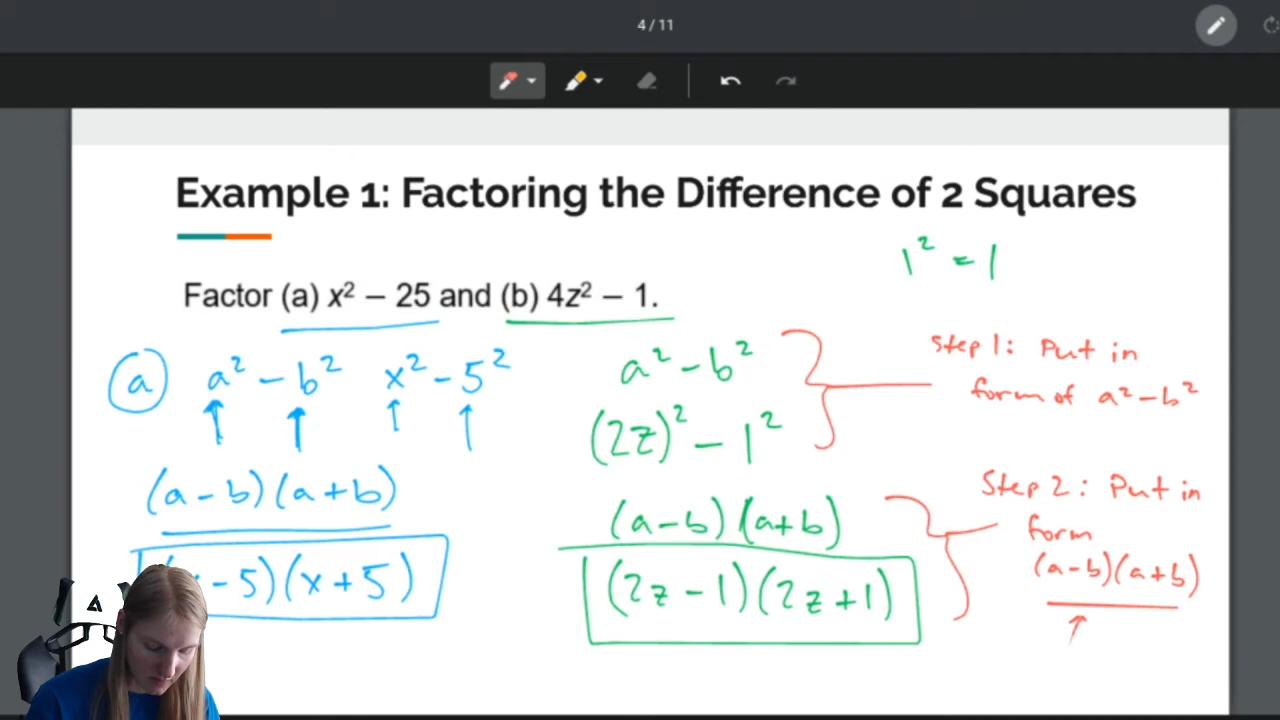 4 / 11
Example 1: Factoring the Difference of 2 Squares
1² = 1
Factor (a) x² − 25 and (b) 4z² − 1.
a a² − b² x² − 5²
(a − b)(a + b)
− 5)(x + 5)
a² − b²
(2z)² − 1²
(a − b)(a + b)
(2z − 1)(2z + 1)
Step 1: Put in
form of a² − b²
Step 2: Put in
form
(a − b)(a + b)